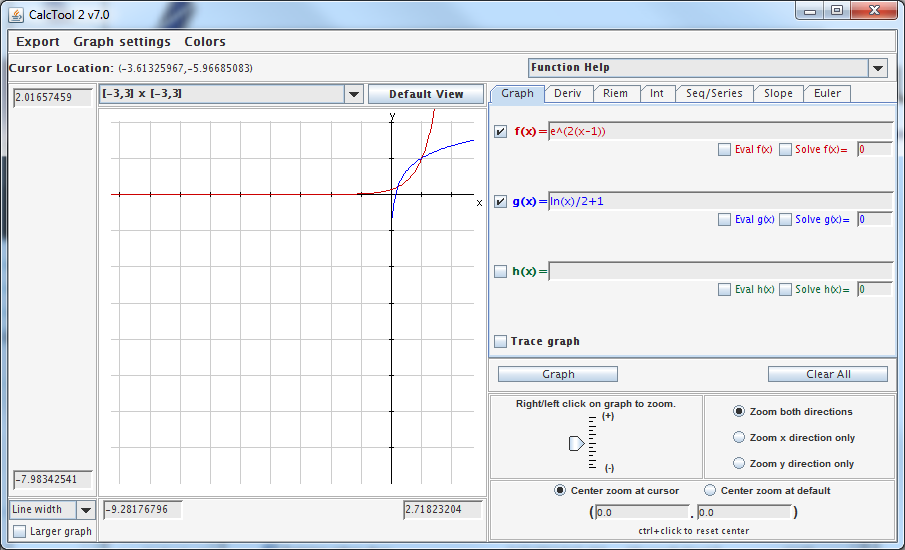 CalcTool 2 v7.0
Export Graph settings Colors
Cursor Location: (-3.61325967,-5.96685083)
Function Help
2.01657459
[-3,3] x [-3,3]
Default View
Graph Deriv Riem Int Seq/Series Slope Euler
y
x
f(x)= e^(2(x-1))
Eval f(x) Solve f(x)= 0
g(x)= ln(x)/2+1
Eval g(x) Solve g(x)= 0
h(x)=
Eval h(x) Solve h(x)= 0
Trace graph
Graph Clear All
Right/left click on graph to zoom.
(+)
(-)
Zoom both directions
Zoom x direction only
Zoom y direction only
-7.98342541
Line width
-9.28176796
2.71823204
Larger graph
Center zoom at cursor Center zoom at default
( 0.0 , 0.0 )
ctrl+click to reset center